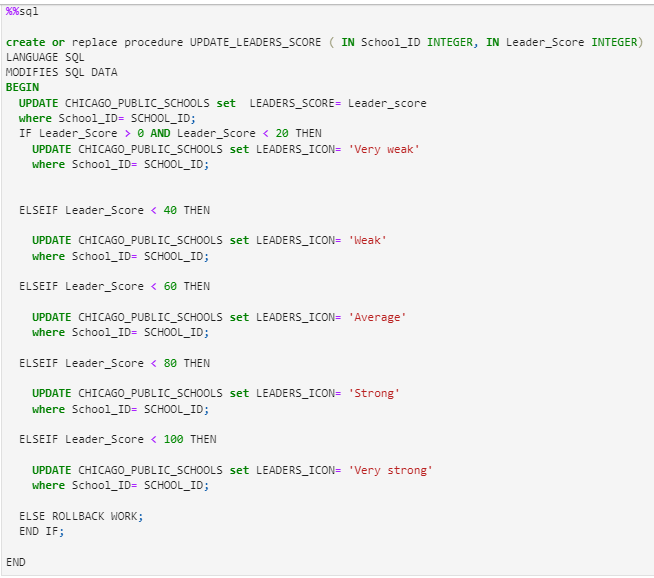 %%sql
create or replace procedure UPDATE_LEADERS_SCORE ( IN School_ID INTEGER, IN Leader_Score INTEGER)
LANGUAGE SQL
MODIFIES SQL DATA
BEGIN
UPDATE CHICAGO_PUBLIC_SCHOOLS set  LEADERS_SCORE= Leader_score
where School_ID= SCHOOL_ID;
IF Leader_Score > 0 AND Leader_Score < 20 THEN
UPDATE CHICAGO_PUBLIC_SCHOOLS set LEADERS_ICON= 'Very weak'
where School_ID= SCHOOL_ID;
ELSEIF Leader_Score < 40 THEN
UPDATE CHICAGO_PUBLIC_SCHOOLS set LEADERS_ICON= 'Weak'
where School_ID= SCHOOL_ID;
ELSEIF Leader_Score < 60 THEN
UPDATE CHICAGO_PUBLIC_SCHOOLS set LEADERS_ICON= 'Average'
where School_ID= SCHOOL_ID;
ELSEIF Leader_Score < 80 THEN
UPDATE CHICAGO_PUBLIC_SCHOOLS set LEADERS_ICON= 'Strong'
where School_ID= SCHOOL_ID;
ELSEIF Leader_Score < 100 THEN
UPDATE CHICAGO_PUBLIC_SCHOOLS set LEADERS_ICON= 'Very strong'
where School_ID= SCHOOL_ID;
ELSE ROLLBACK WORK;
END IF;
END